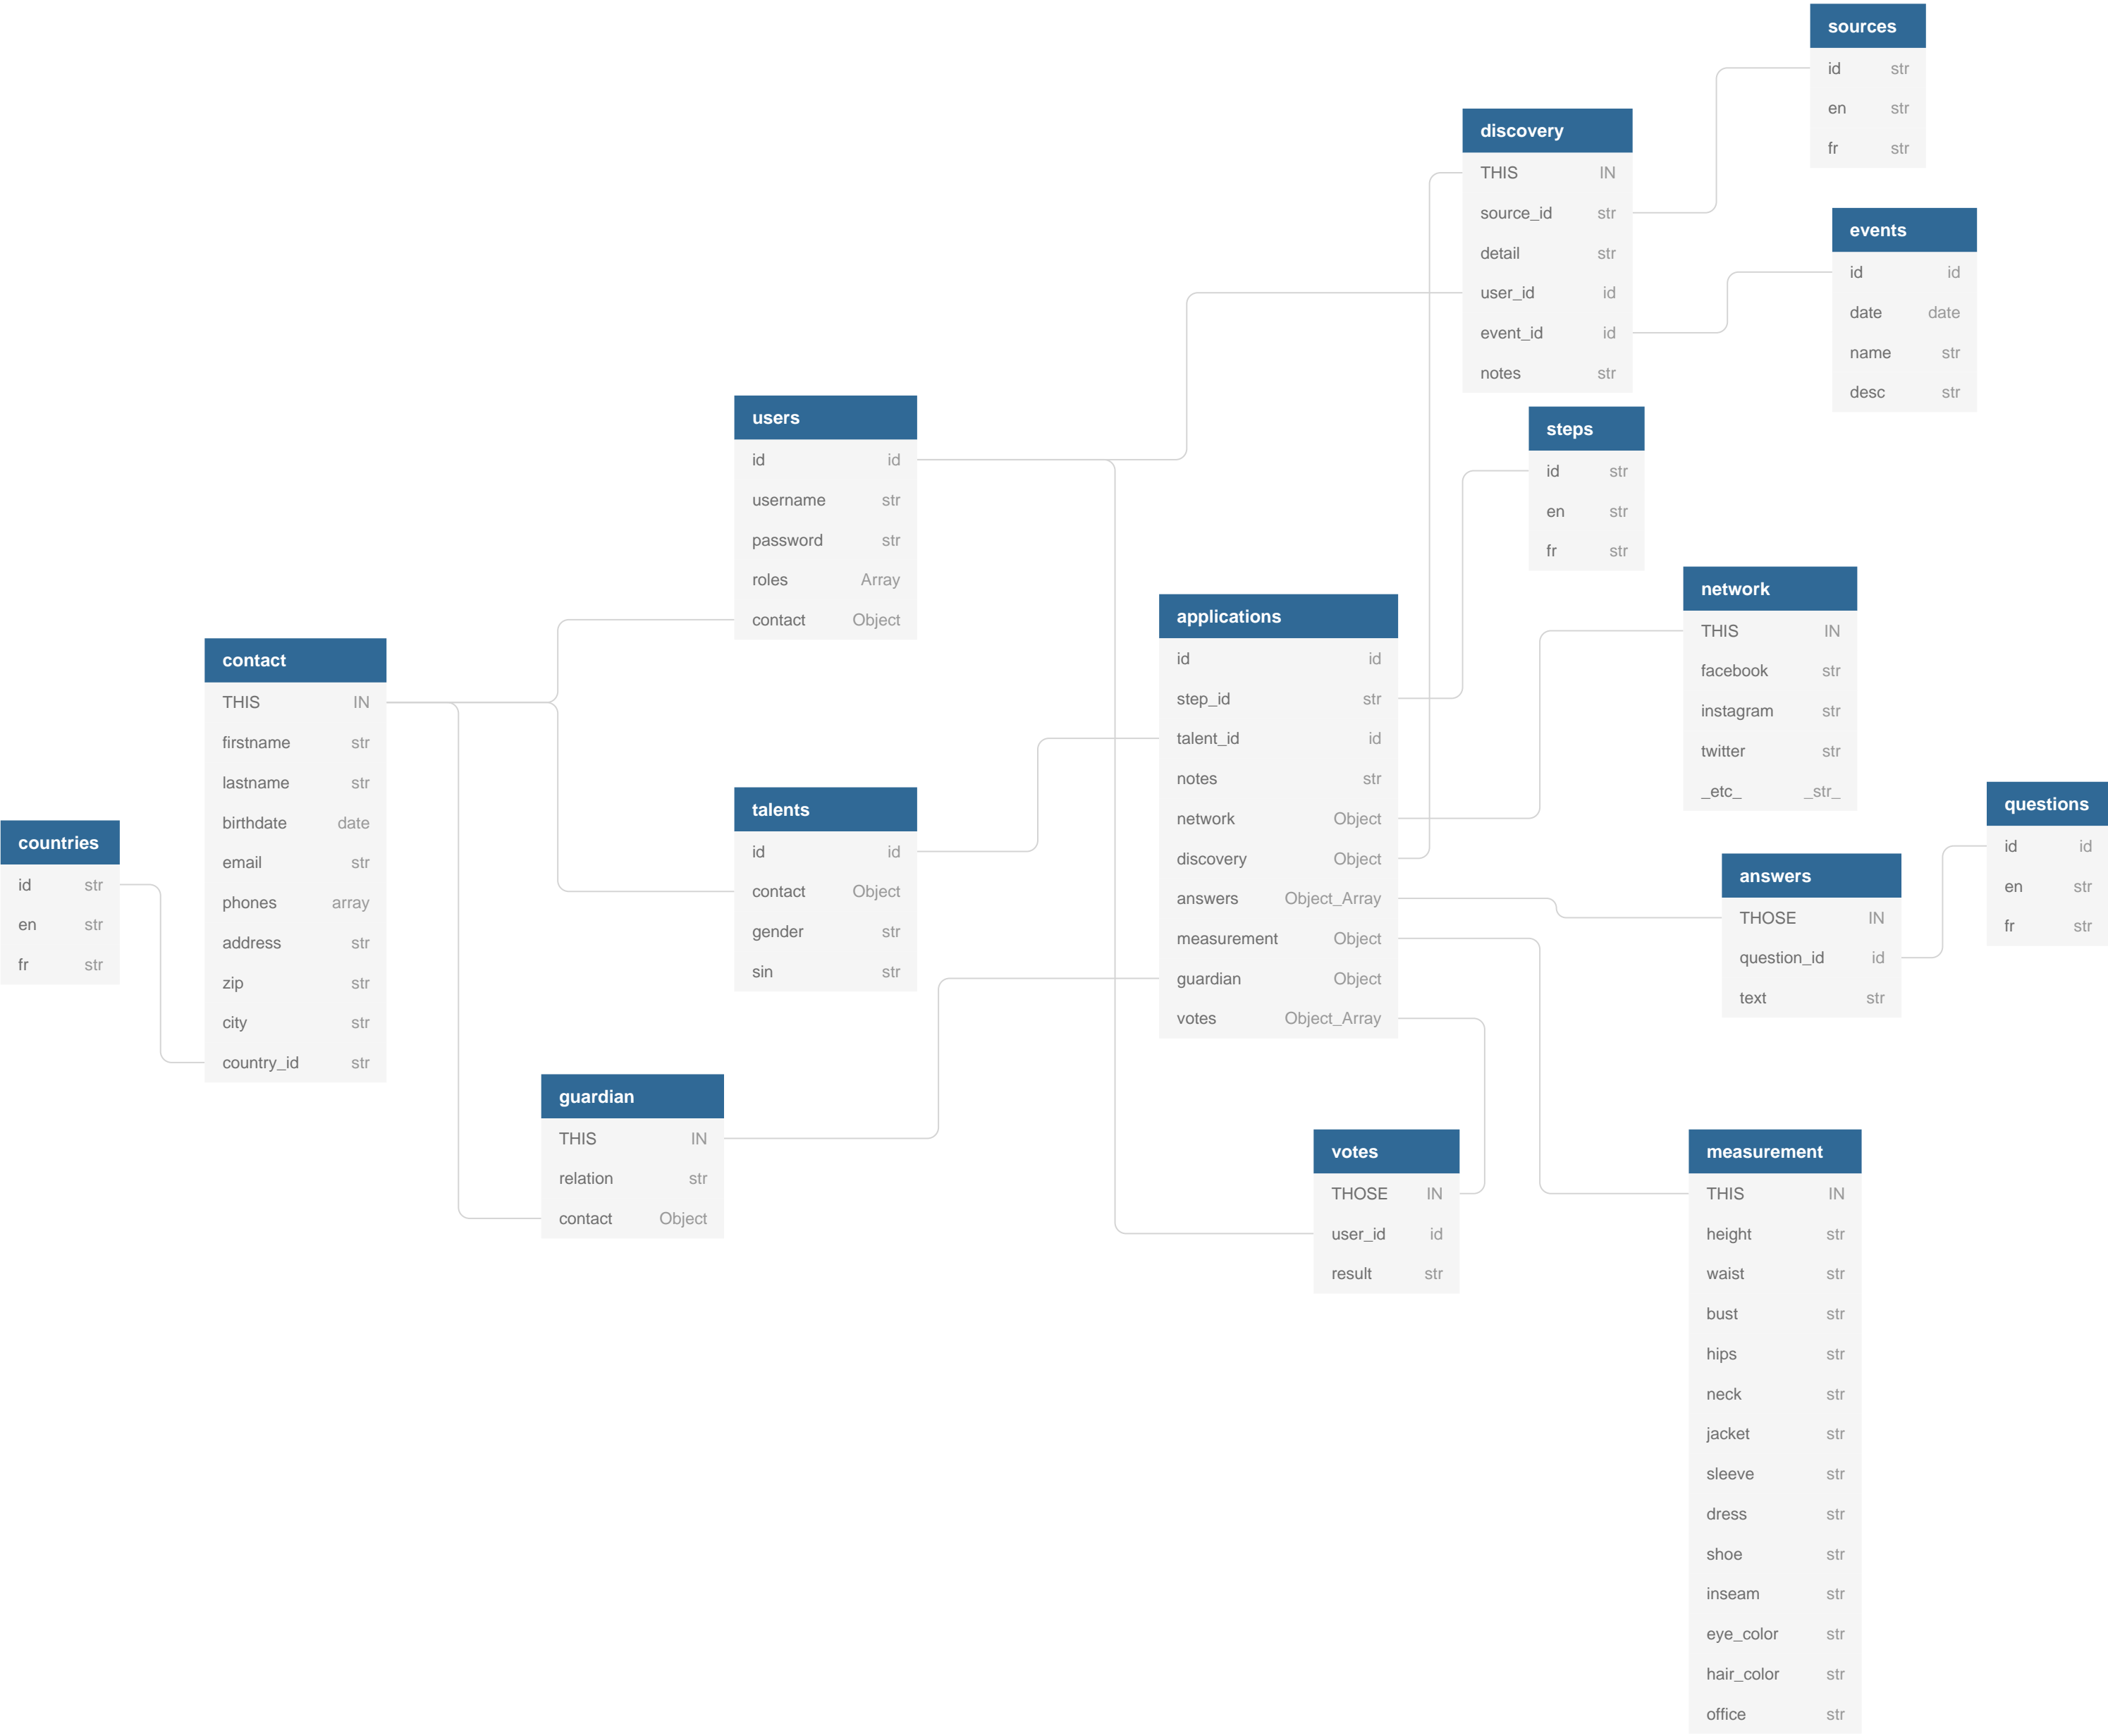 sources
id str
en str
fr str
discovery
THIS IN
source_id str
detail str
user_id id
event_id id
notes str
events
id id
date date
name str
desc str
users
id id
username str
password str
roles Array
contact Object
steps
id str
en str
fr str
network
THIS IN
facebook str
instagram str
twitter str
_etc_ _str_
applications
id id
step_id str
talent_id id
notes str
network Object
discovery Object
answers Object_Array
measurement Object
guardian Object
votes Object_Array
contact
THIS IN
firstname str
lastname str
birthdate date
email str
phones array
address str
zip str
city str
country_id str
talents
id id
contact Object
gender str
sin str
questions
id id
en str
fr str
countries
id str
en str
fr str
answers
THOSE IN
question_id id
text str
guardian
THIS IN
relation str
contact Object
votes
THOSE IN
user_id id
result str
measurement
THIS IN
height str
waist str
bust str
hips str
neck str
jacket str
sleeve str
dress str
shoe str
inseam str
eye_color str
hair_color str
office str